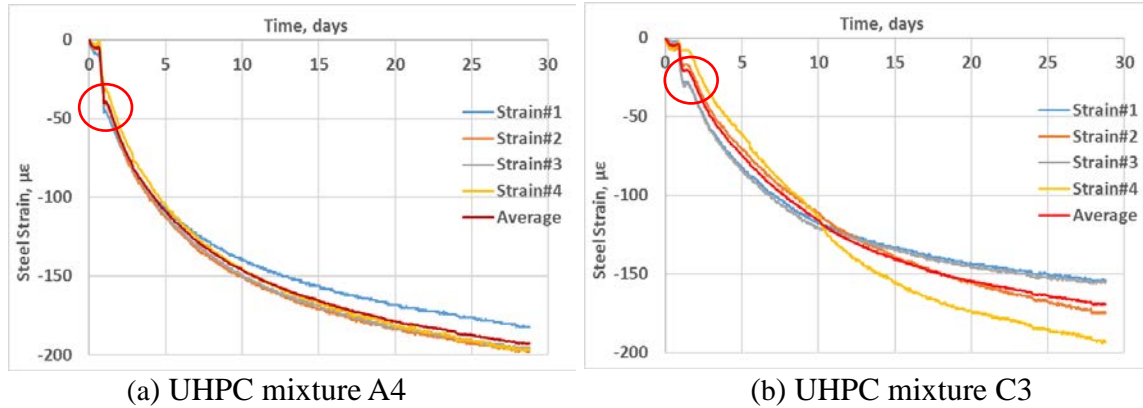 Time, days
0
5
10
15
20
25
30
0
-50
-100
-150
-200
Steel Strain, µε
Strain#1
Strain#2
Strain#3
Strain#4
Average
(a) UHPC mixture A4
Time, days
0
5
10
15
20
25
30
0
-50
-100
-150
-200
Steel Strain, µε
Strain#1
Strain#2
Strain#3
Strain#4
Average
(b) UHPC mixture C3